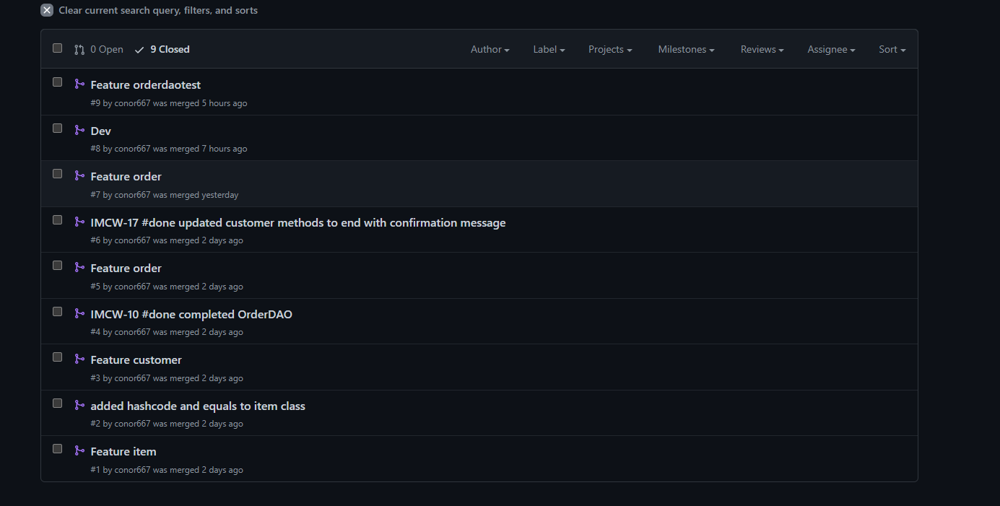 Clear current search query, filters, and sorts
0 Open 9 Closed Author Label Projects Milestones Reviews Assignee Sort
Feature orderdaotest
#9 by conor667 was merged 5 hours ago
Dev
#8 by conor667 was merged 7 hours ago
Feature order
#7 by conor667 was merged yesterday
IMCW-17 #done updated customer methods to end with confirmation message
#6 by conor667 was merged 2 days ago
Feature order
#5 by conor667 was merged 2 days ago
IMCW-10 #done completed OrderDAO
#4 by conor667 was merged 2 days ago
Feature customer
#3 by conor667 was merged 2 days ago
added hashcode and equals to item class
#2 by conor667 was merged 2 days ago
Feature item
#1 by conor667 was merged 2 days ago